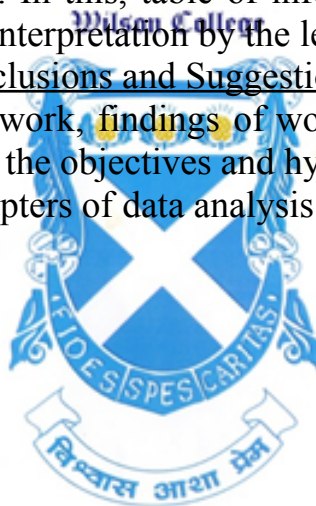 . In this, table of
Wilson College
nterpretation by the le
clusions and Suggestio
work, findings of wo
the objectives and hy
pters of data analysis
FIDES SPES CARITAS
विश्वास आशा प्रेम